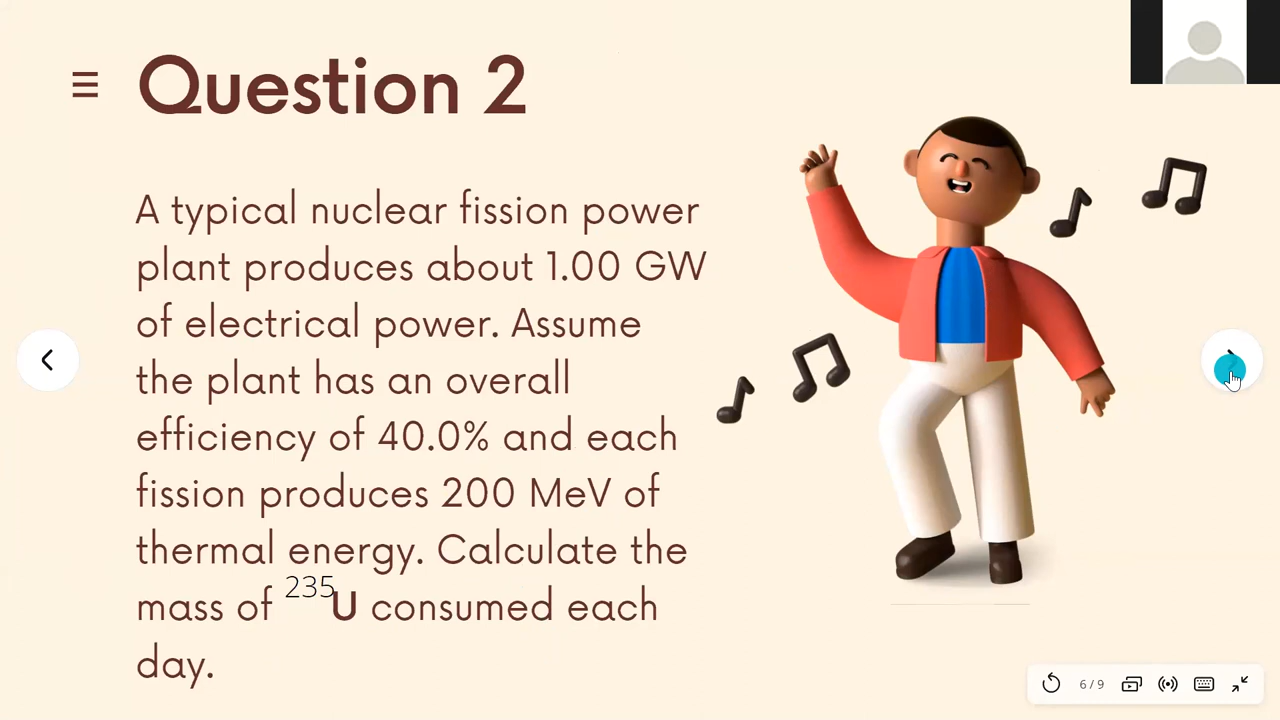 Question 2
A typical nuclear fission power
plant produces about 1.00 GW
of electrical power. Assume
the plant has an overall
efficiency of 40.0% and each
fission produces 200 MeV of
thermal energy. Calculate the
mass of ²³⁵U consumed each
day.
6 / 9